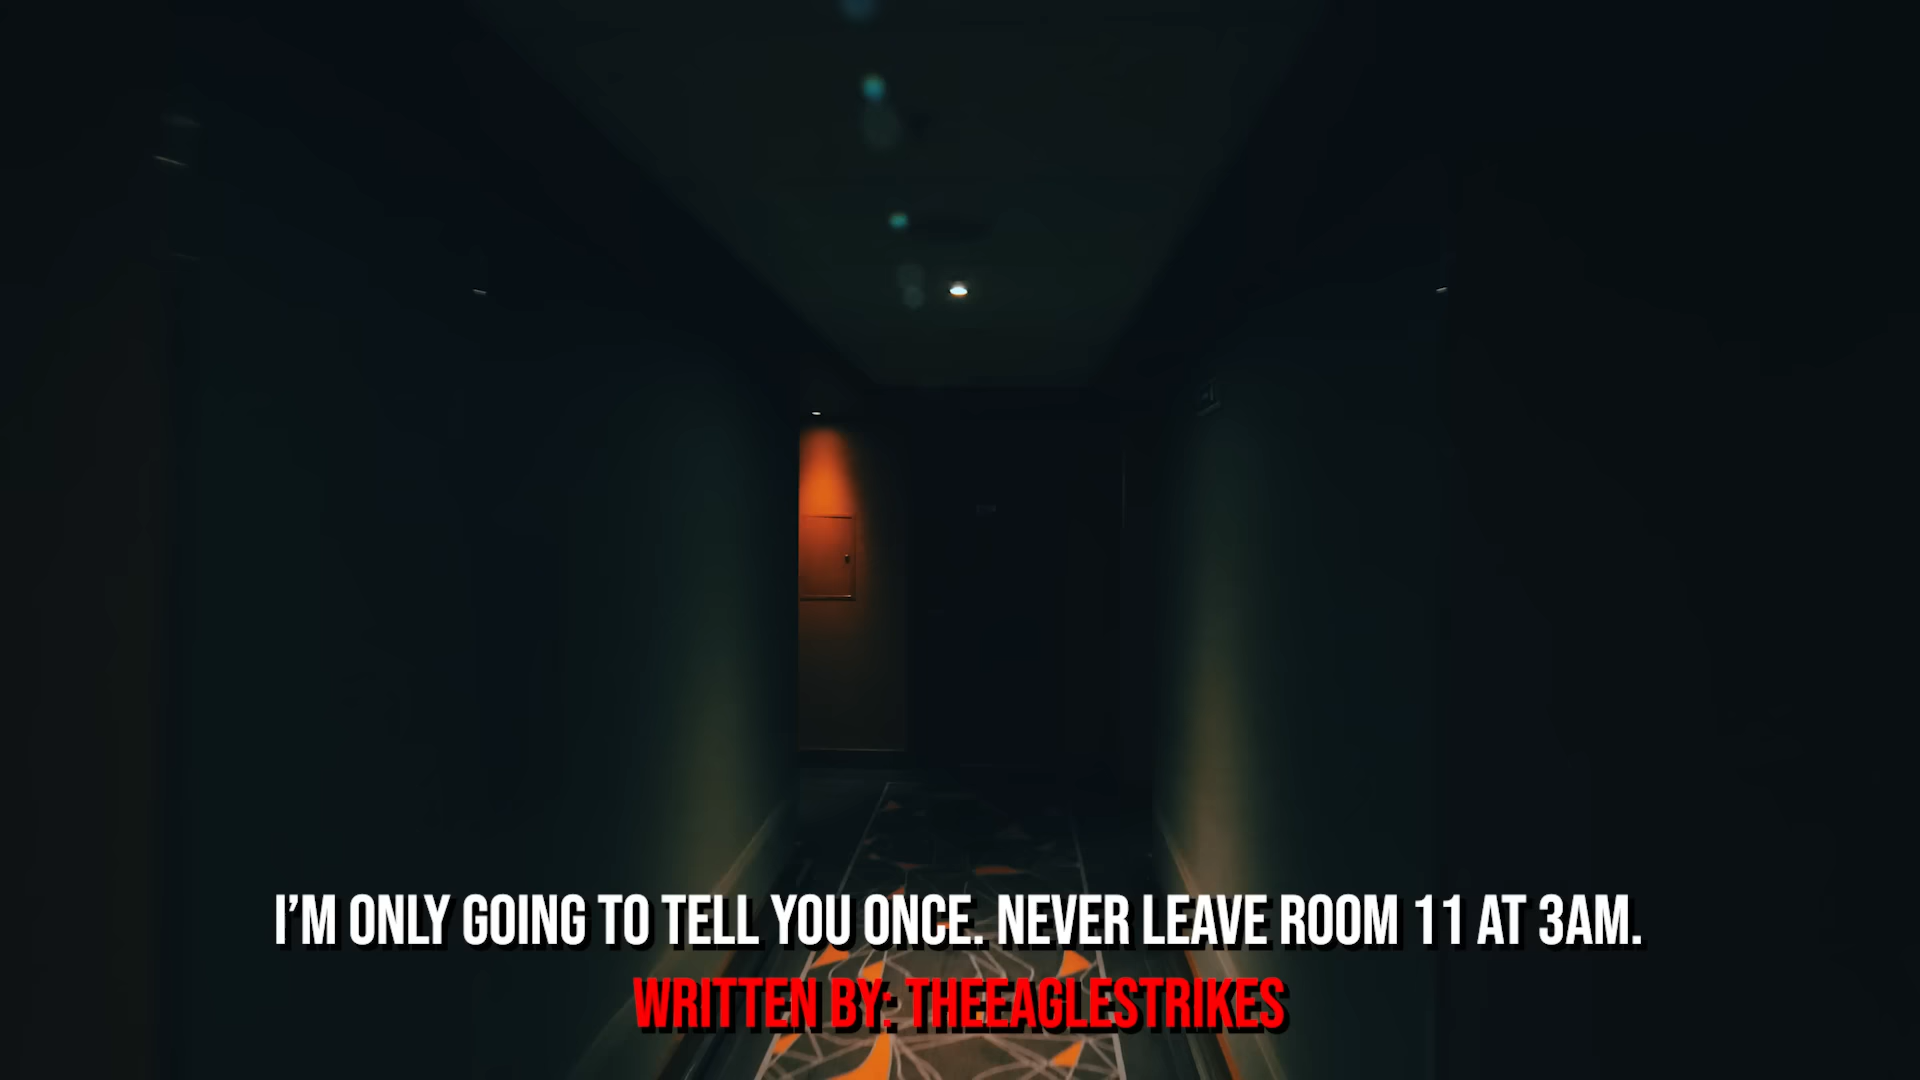 I'M ONLY GOING TO TELL YOU ONCE. NEVER LEAVE ROOM 11 AT 3AM.
WRITTEN BY: THEEAGLESTRIKES